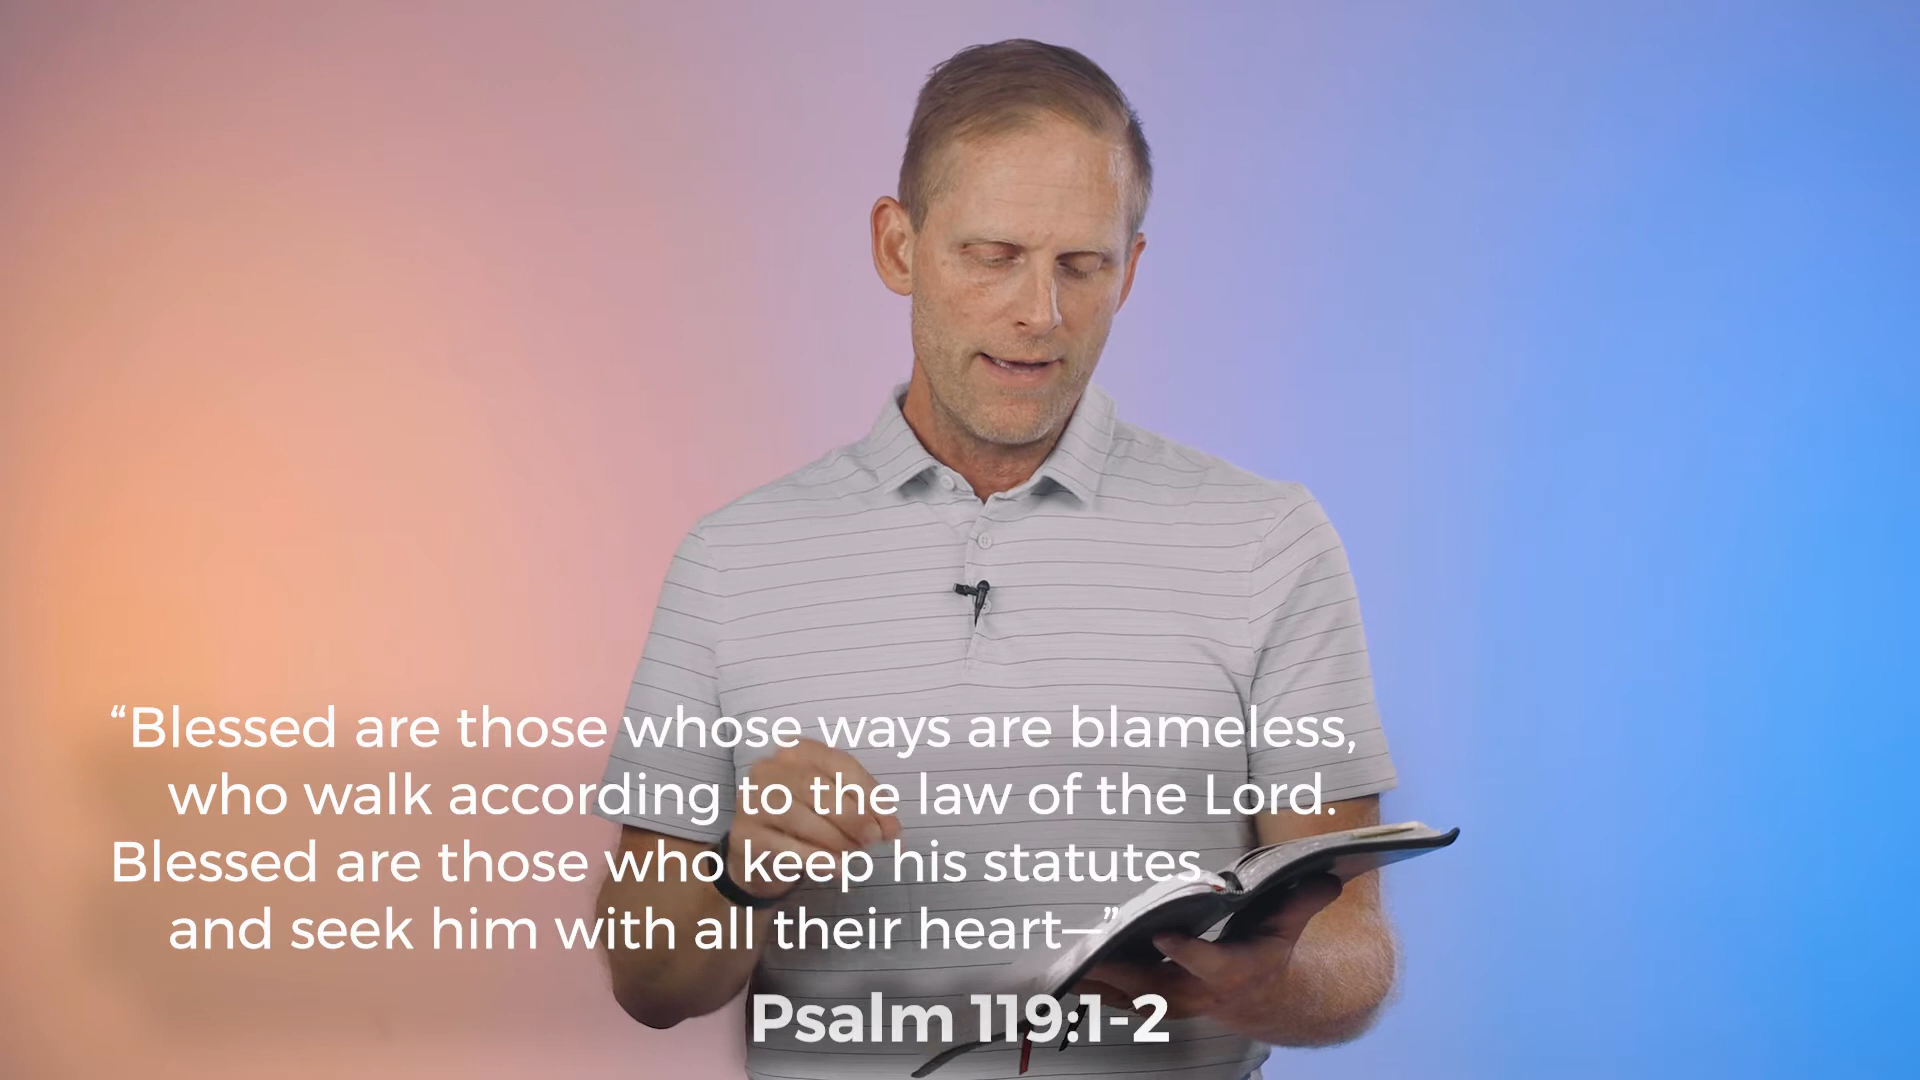 “Blessed are those whose ways are blameless,
who walk according to the law of the Lord.
Blessed are those who keep his statutes
and seek him with all their heart—”
Psalm 119:1-2